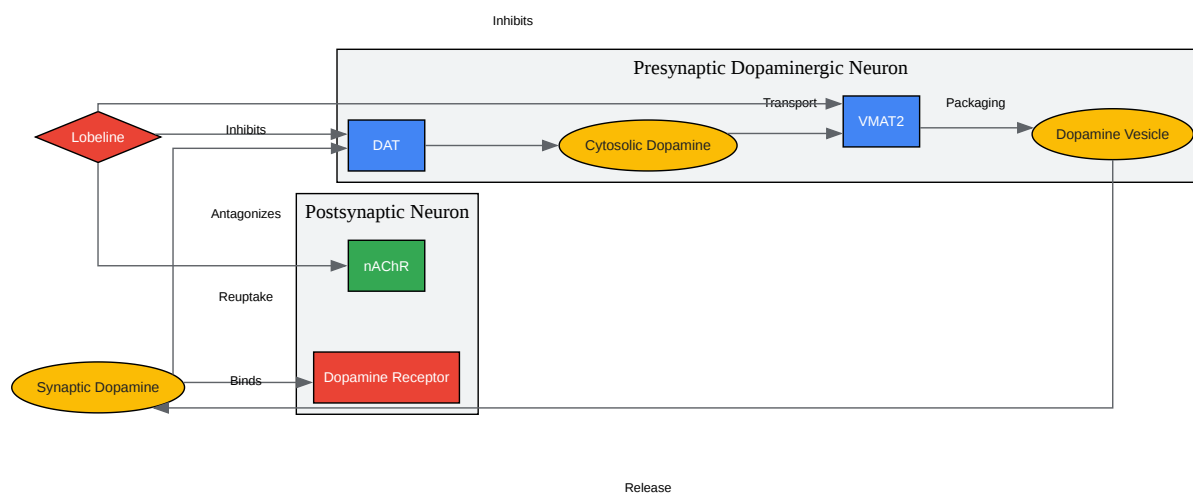 Inhibits
Presynaptic Dopaminergic Neuron
Transport
Packaging
VMAT2
Lobeline
Inhibits
DAT
Cytosolic Dopamine
Dopamine Vesicle
Antagonizes
Postsynaptic Neuron
nAChR
Reuptake
Synaptic Dopamine
Binds
Dopamine Receptor
Release